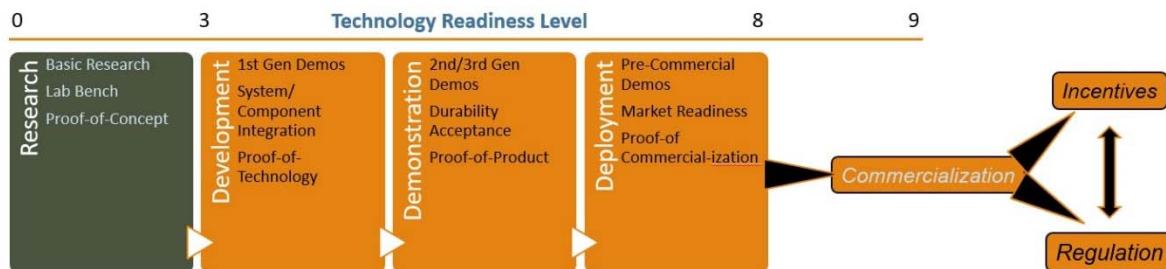 0 3 Technology Readiness Level 8 9
Research
Basic Research
Lab Bench
Proof-of-Concept
Development
1st Gen Demos
System/
Component
Integration
Proof-of-
Technology
Demonstration
2nd/3rd Gen
Demos
Durability
Acceptance
Proof-of-Product
Deployment
Pre-Commercial
Demos
Market Readiness
Proof-of
Commercial-ization
Commercialization
Incentives
Regulation